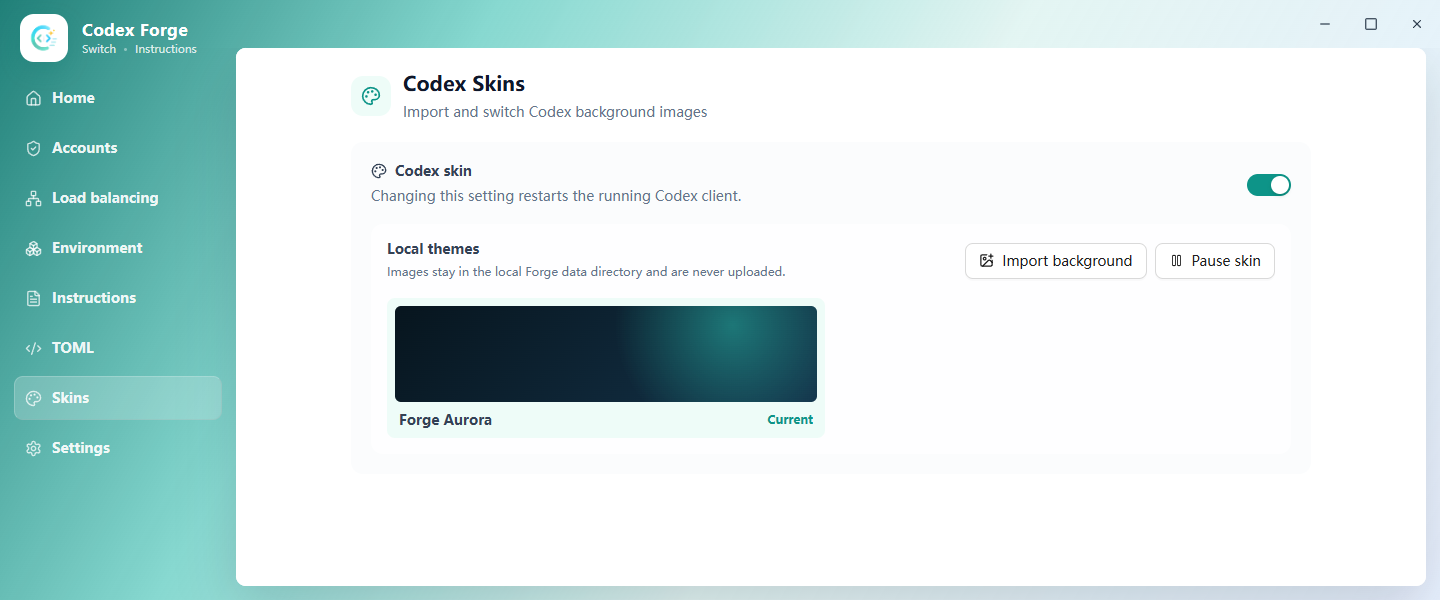 Codex Forge
Switch • Instructions
Home
Accounts
Load balancing
Environment
Instructions
TOML
Skins
Settings
Codex Skins
Import and switch Codex background images
Codex skin
Changing this setting restarts the running Codex client.
Local themes
Images stay in the local Forge data directory and are never uploaded.
Import background
Pause skin
Forge Aurora
Current